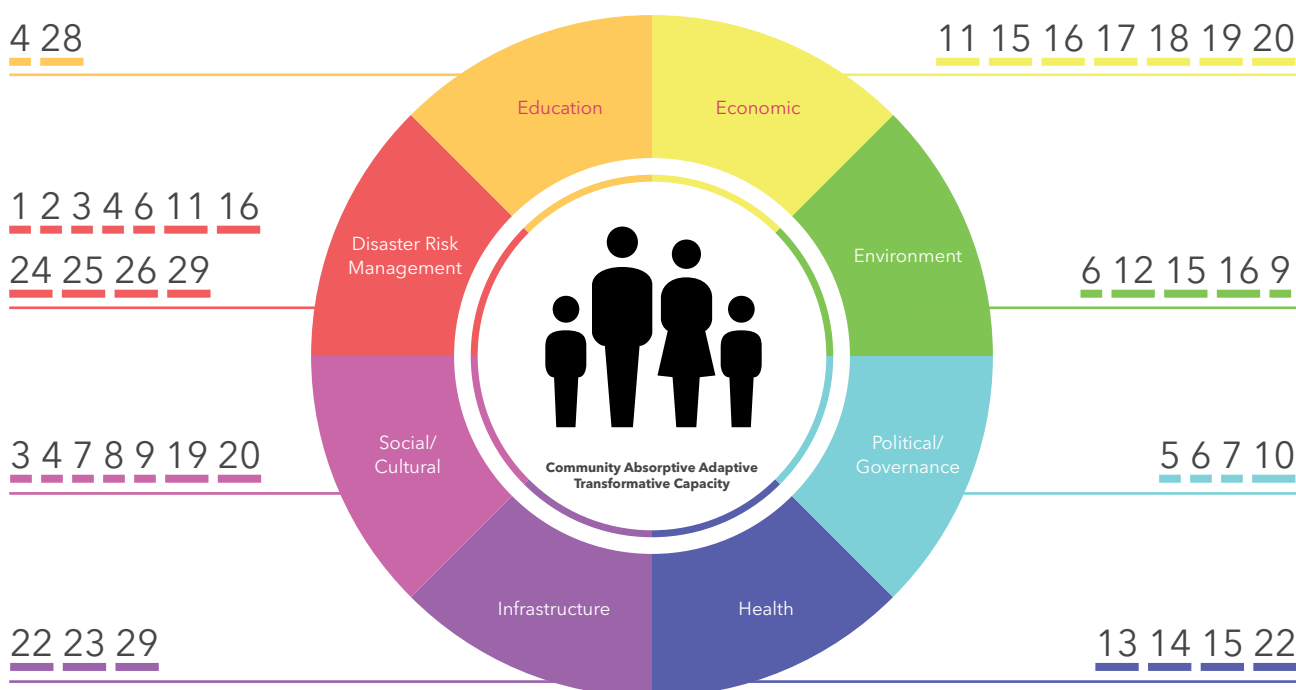 4 28
11 15 16 17 18 19 20
Education
Economic
1 2 3 4 6 11 16
24 25 26 29
Disaster Risk
Management
Environment
6 12 15 16 9
3 4 7 8 9 19 20
Social/
Cultural
Community Absorptive Adaptive
Transformative Capacity
Political/
Governance
5 6 7 10
22 23 29
Infrastructure
Health
13 14 15 22